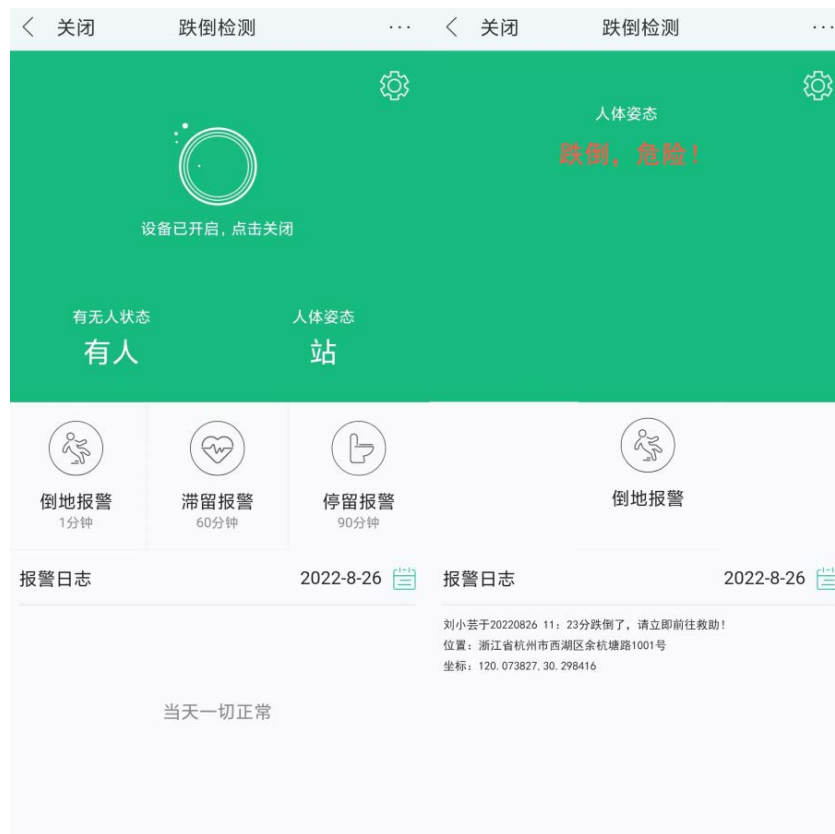 关闭
跌倒检测
设备已开启,点击关闭
有无人状态
人体姿态
有人
站
倒地报警
滞留报警
停留报警
1分钟
60分钟
90分钟
报警日志
2022-8-26
当天一切正常
关闭
跌倒检测
人体姿态
跌倒，危险！
倒地报警
报警日志
2022-8-26
刘小芸于20220826 11：23分跌倒了，请立即前往救助！
位置：浙江省杭州市西湖区余杭塘路1001号
坐标：120.073827,30.298416